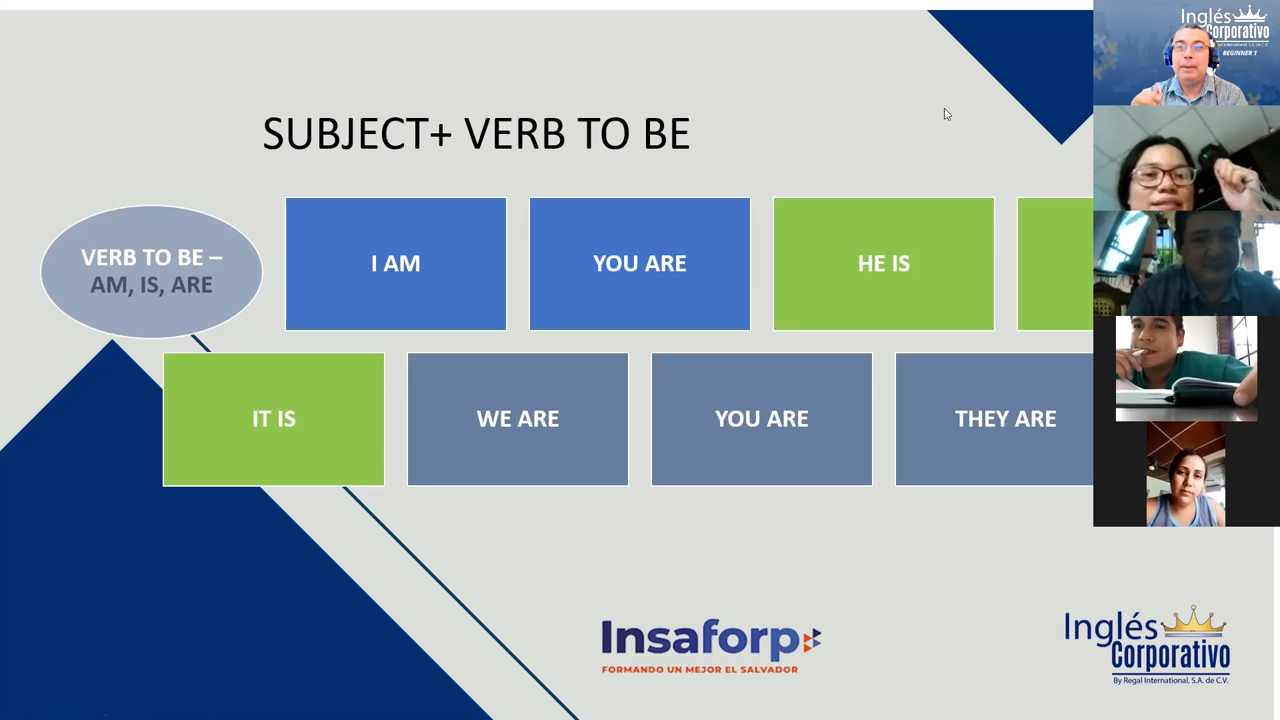 SUBJECT+ VERB TO BE
VERB TO BE –
AM, IS, ARE
I AM
YOU ARE
HE IS
IT IS
WE ARE
YOU ARE
THEY ARE
Insaforp
FORMANDO UN MEJOR EL SALVADOR
Inglés
Corporativo
By Regal International, S.A. de C.V.
Inglés
Corporativo
BEGINNER 1